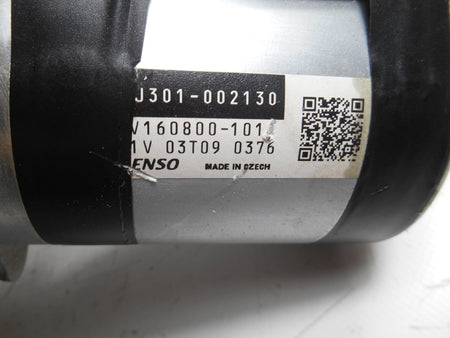 J301-002130
V160800-101
1V 03T09 0376
ENSO
MADE IN CZECH